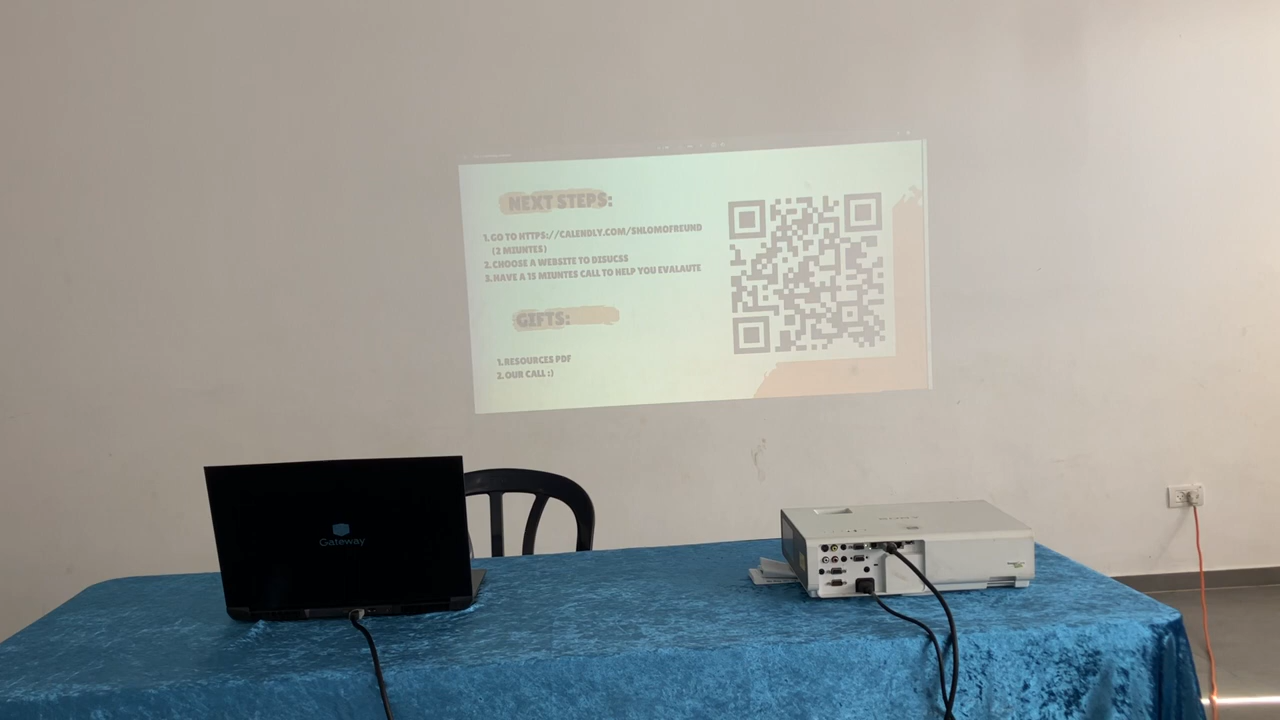 NEXT STEPS:
1. GO TO HTTPS://CALENDLY.COM/SHLOMOFREUND
(2 MIUNTES)
2. CHOOSE A WEBSITE TO DISUCSS
3. HAVE A 15 MIUNTES CALL TO HELP YOU EVALAUTE
GIFTS:
1. RESOURCES PDF
2. OUR CALL :)
Gateway